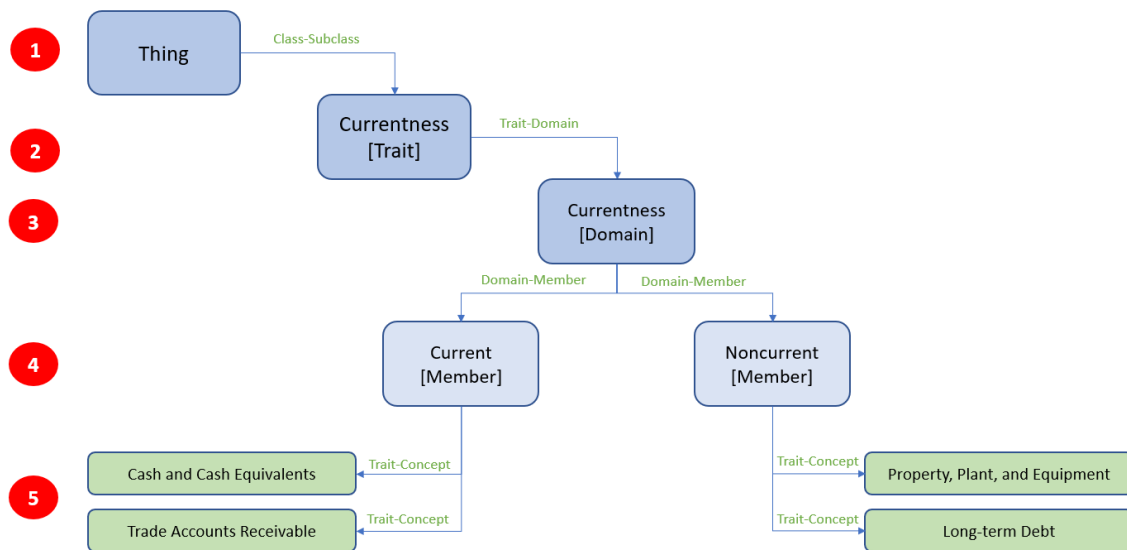 1
Thing
Class-Subclass
2
Currentness
[Trait]
Trait-Domain
3
Currentness
[Domain]
Domain-Member
Domain-Member
4
Current
[Member]
Noncurrent
[Member]
5
Trait-Concept
Cash and Cash Equivalents
Trait-Concept
Property, Plant, and Equipment
Trait-Concept
Trade Accounts Receivable
Trait-Concept
Long-term Debt